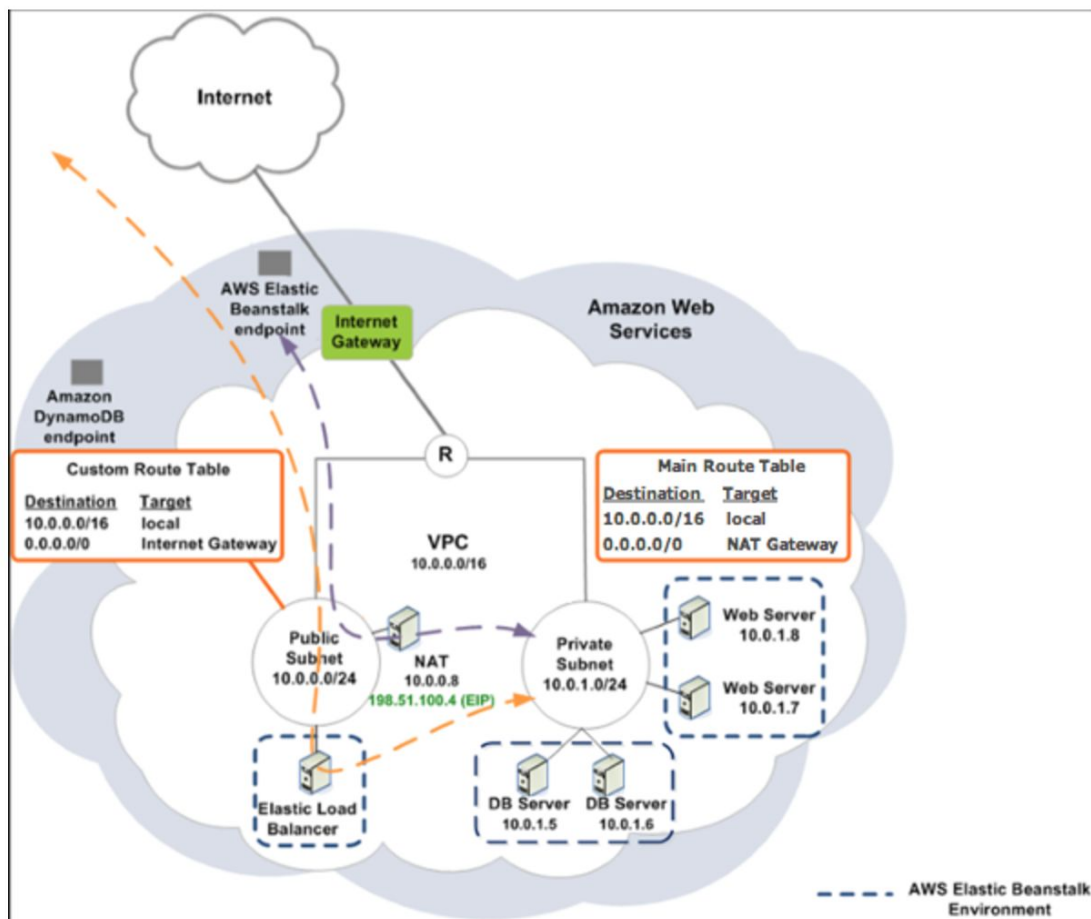 Internet
AWS Elastic
Beanstalk
endpoint
Internet
Gateway
Amazon Web
Services
Amazon
DynamoDB
endpoint
Custom Route Table
Destination Target
10.0.0.0/16 local
0.0.0.0/0 Internet Gateway
R
Main Route Table
Destination Target
10.0.0.0/16 local
0.0.0.0/0 NAT Gateway
VPC
10.0.0.0/16
Public
Subnet
10.0.0.0/24
NAT
10.0.0.8
198.51.100.4 (EIP)
Private
Subnet
10.0.1.0/24
Web Server
10.0.1.8
Web Server
10.0.1.7
Elastic Load
Balancer
DB Server
10.0.1.5
DB Server
10.0.1.6
AWS Elastic Beanstalk
Environment